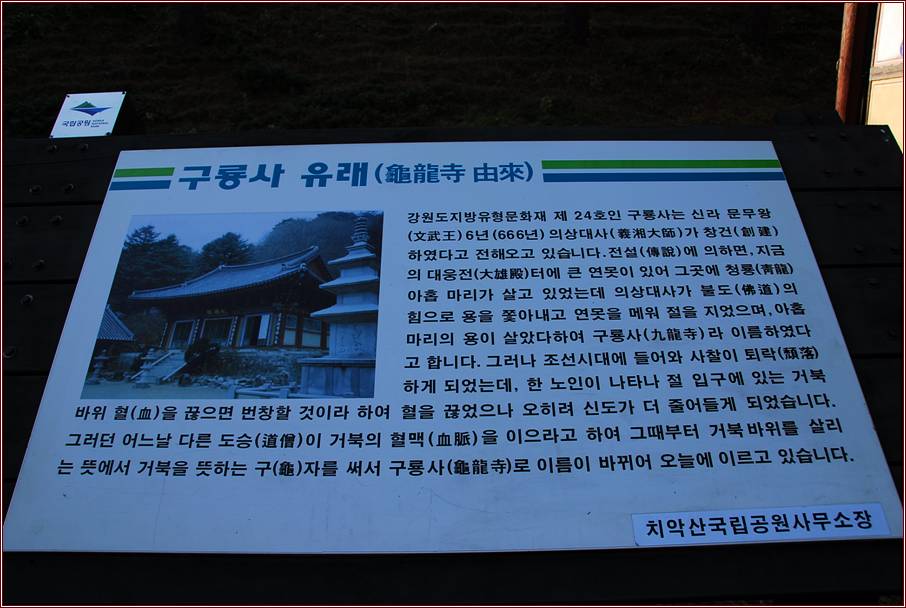 국립공원 KOREA NATIONAL PARK
구룡사 유래(龜龍寺 由來)
강원도지방유형문화재 제 24호인 구룡사는 신라 문무왕
(文武王)6년(666년) 의상대사(義湘大師)가 창건(創建)
하였다고 전해오고 있습니다. 전설(傳說)에 의하면, 지금
의 대웅전(大雄殿)터에 큰 연못이 있어 그곳에 청룡(靑龍)
아홉 마리가 살고 있었는데 의상대사가 불도(佛道)의
힘으로 용을 쫓아내고 연못을 메워 절을 지었으며, 아홉
마리의 용이 살았다하여 구룡사(九龍寺)라 이름하였다
고 합니다. 그러나 조선시대에 들어와 사찰이 퇴락(頹落)
하게 되었는데, 한 노인이 나타나 절 입구에 있는 거북
바위 혈(血)을 끊으면 번창할 것이라 하여 혈을 끊었으나 오히려 신도가 더 줄어들게 되었습니다.
그러던 어느날 다른 도승(道僧)이 거북의 혈맥(血脈)을 이으라고 하여 그때부터 거북바위를 살리
는 뜻에서 거북을 뜻하는 구(龜)자를 써서 구룡사(龜龍寺)로 이름이 바뀌어 오늘에 이르고 있습니다.
치악산국립공원사무소장